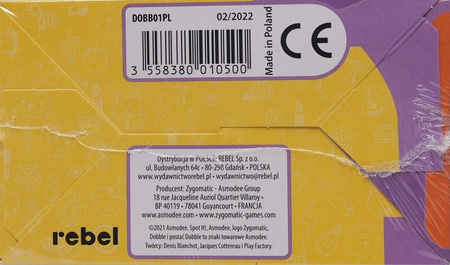 DOBB01PL 02/2022
Made in Poland
CE
3 558380 010500
Dystrybucja w POLSCE: REBEL Sp. z o.o.
ul. Budowlanych 64c • 80-298 Gdańsk • POLSKA
www.wydawnictworebel.pl • wydawnictwo@rebel.pl
Producent: Zygomatic - Asmodee Group
18 rue Jacqueline Auriol Quartier Villaroy -
BP 40119 - 78041 Guyancourt • FRANCJA
www.asmodee.com • www.zygomatic-games.com
©2021 Asmodee. Spot It!, Asmodee, Zygomatic, logotypy
Dobble i postać Dobble to znaki towarowe Asmodee.
Twórcy: Denis Blanchot, Jacques Cottereau i Play Factory.
rebel